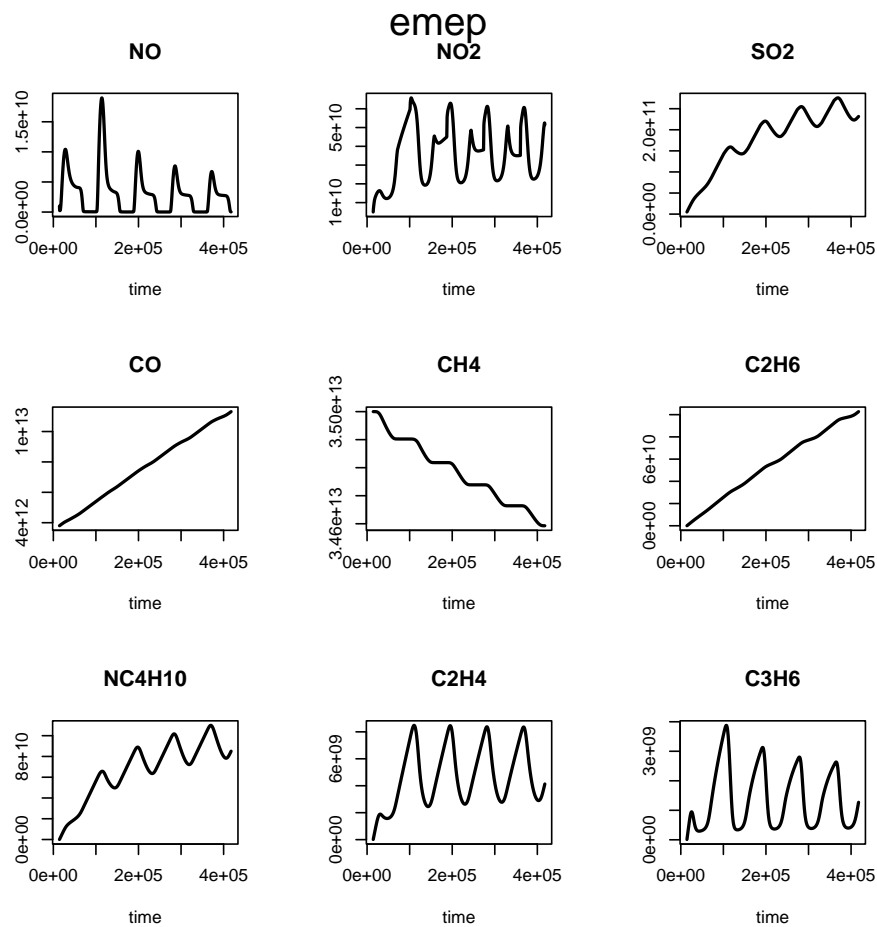 emep
NO
NO2
SO2
0.0e+00 1.5e+10
1e+10 5e+10
0.0e+00 2.0e+11
0e+00 2e+05 4e+05
0e+00 2e+05 4e+05
0e+00 2e+05 4e+05
time
time
time
CO
CH4
C2H6
4e+12 1e+13
3.46e+13 3.50e+13
0e+00 6e+10
0e+00 2e+05 4e+05
0e+00 2e+05 4e+05
0e+00 2e+05 4e+05
time
time
time
NC4H10
C2H4
C3H6
0e+00 8e+10
0e+00 6e+09
0e+00 3e+09
0e+00 2e+05 4e+05
0e+00 2e+05 4e+05
0e+00 2e+05 4e+05
time
time
time